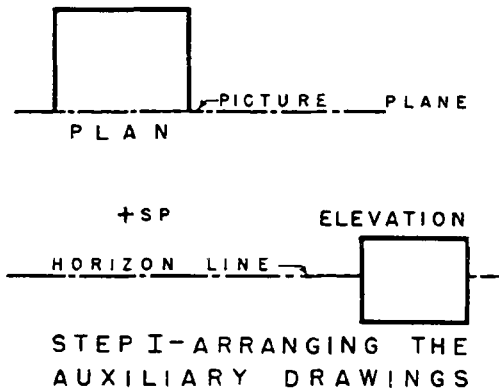 PICTURE PLANE
PLAN
+SP
ELEVATION
HORIZON LINE
STEP I-ARRANGING THE
AUXILIARY DRAWINGS